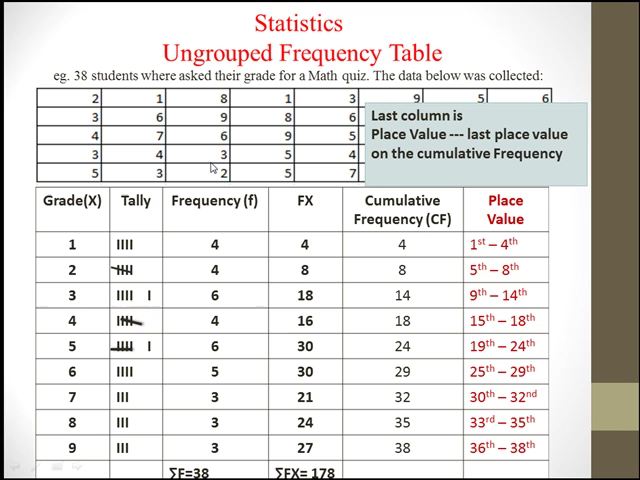 Statistics
Ungrouped Frequency Table
eg. 38 students where asked their grade for a Math quiz. The data below was collected:
2 1 8 1 3 9 5 6
3 6 9 8 6
4 7 6 9 5
3 4 3 5 4
5 3 2 5 7
Last column is
Place Value --- last place value
on the cumulative Frequency
Grade(X) Tally Frequency (f) FX Cumulative Frequency (CF) Place Value
1 IIII 4 4 4 1st – 4th
2 IIII 4 8 8 5th – 8th
3 IIII I 6 18 14 9th – 14th
4 IIII 4 16 18 15th – 18th
5 IIII I 6 30 24 19th – 24th
6 IIII 5 30 29 25th – 29th
7 III 3 21 32 30th – 32nd
8 III 3 24 35 33rd – 35th
9 III 3 27 38 36th – 38th
∑F=38 ∑FX= 178